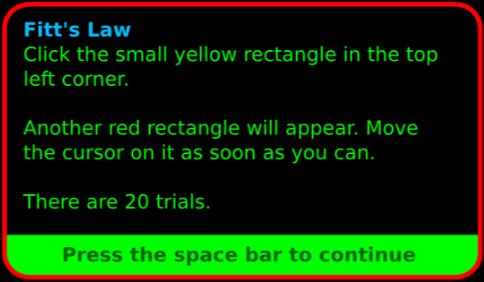 Fitt's Law
Click the small yellow rectangle in the top
left corner.
Another red rectangle will appear. Move
the cursor on it as soon as you can.
There are 20 trials.
Press the space bar to continue